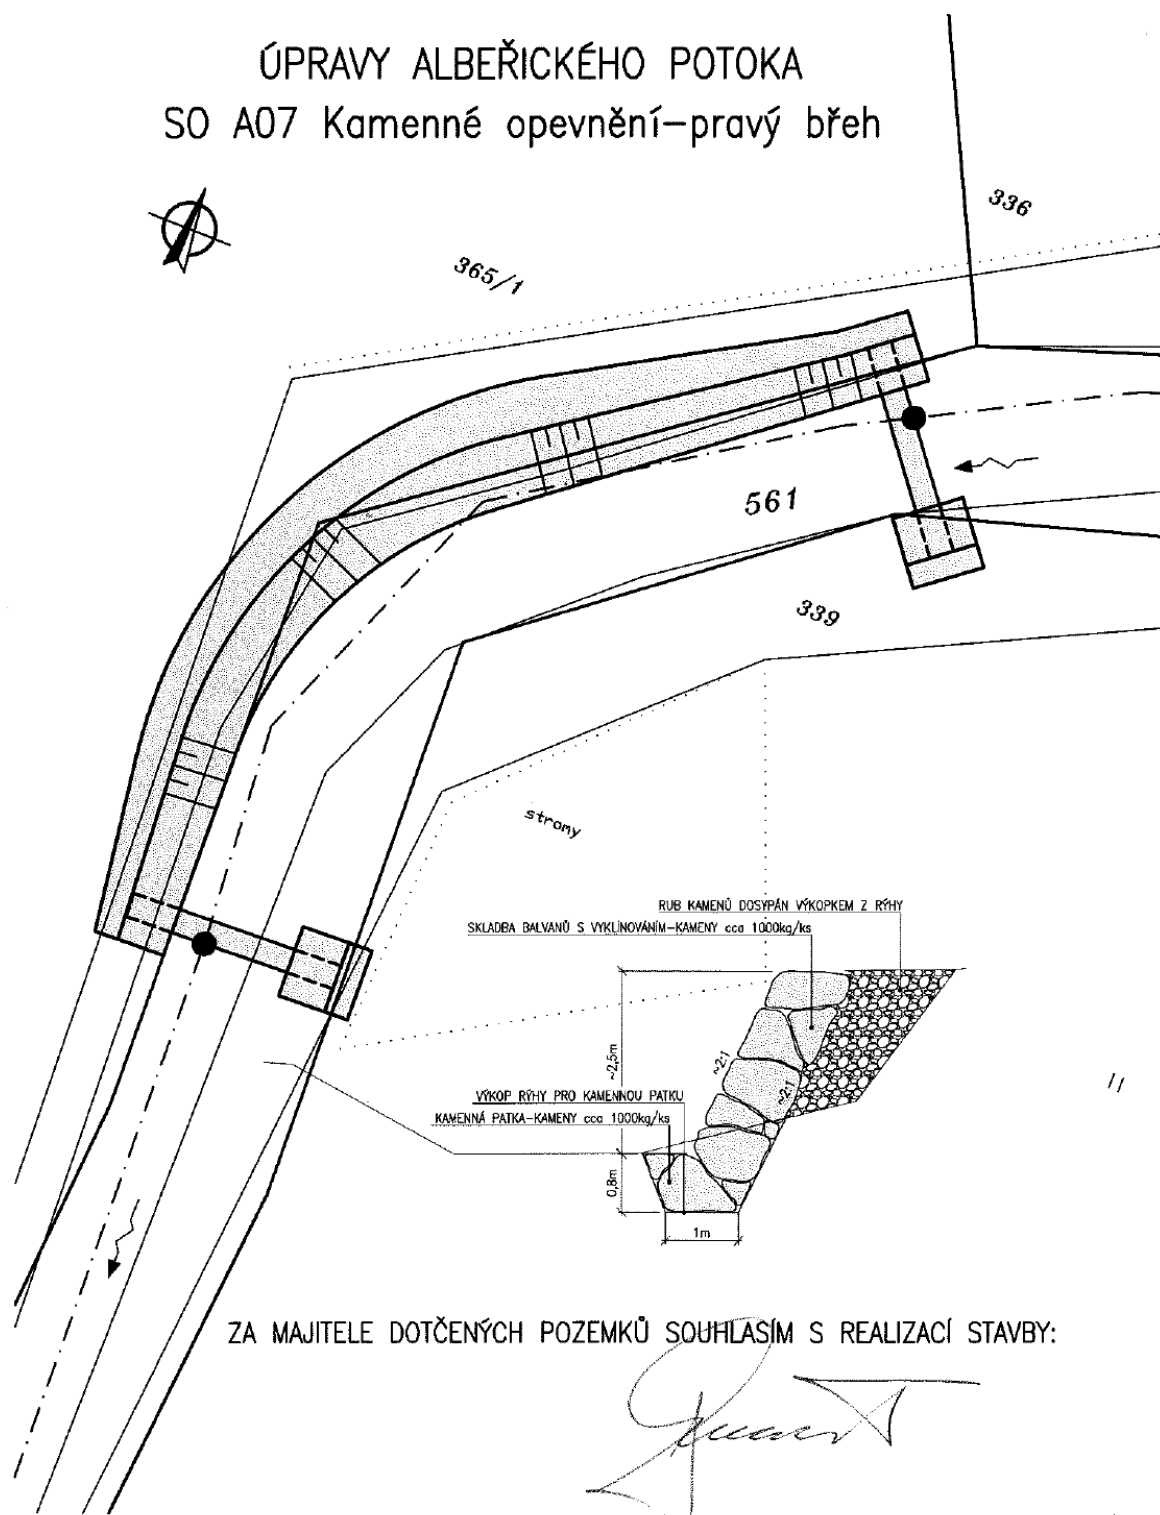 ÚPRAVY ALBEŘICKÉHO POTOKA
SO A07 Kamenné opevnění-pravý břeh
336
365/1
561
339
stromy
RUB KAMENŮ DOSYPÁN VÝKOPKEM Z RÝHY
SKLADBA BALVANŮ S VYKLÍNOVÁNÍM-KAMENY cca 1000kg/ks
~2,5m
~2:1
~2:1
VÝKOP RÝHY PRO KAMENNOU PATKU
KAMENNÁ PATKA-KAMENY cca 1000kg/ks
0,8m
1m
ZA MAJITELE DOTČENÝCH POZEMKŮ SOUHLASÍM S REALIZACÍ STAVBY: